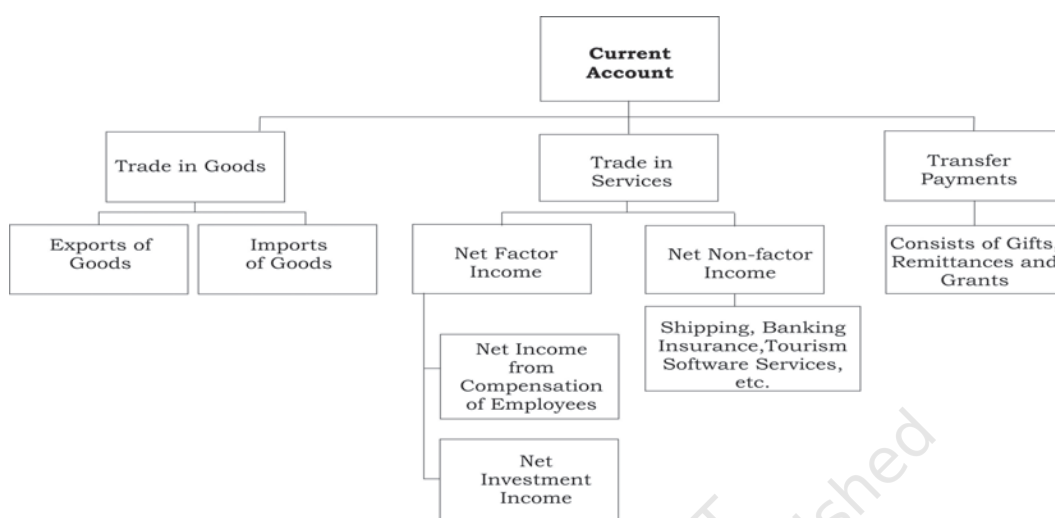 Current
Account
Trade in Goods
Trade in
Services
Transfer
Payments
Exports of
Goods
Imports
of Goods
Net Factor
Income
Net Non-factor
Income
Consists of Gifts,
Remittances and
Grants
Shipping, Banking
Insurance,Tourism
Software Services,
etc.
Net Income
from
Compensation
of Employees
Net
Investment
Income